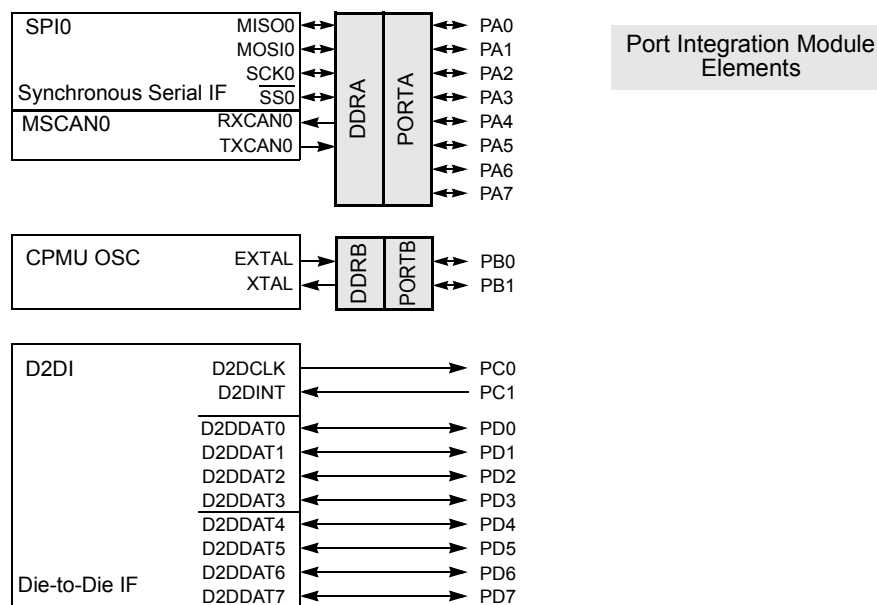 SPI0
MISO0
PA0
MOSI0
PA1
SCK0
PA2
Synchronous Serial IF
SS0
PA3
MSCAN0
RXCAN0
PA4
TXCAN0
PA5
PA6
PA7
DDRA
PORTA
Port Integration Module
Elements
CPMU OSC
EXTAL
PB0
XTAL
PB1
DDRB
PORTB
D2DI
D2DCLK
PC0
D2DINT
PC1
D2DDAT0
PD0
D2DDAT1
PD1
D2DDAT2
PD2
D2DDAT3
PD3
D2DDAT4
PD4
D2DDAT5
PD5
D2DDAT6
PD6
Die-to-Die IF
D2DDAT7
PD7